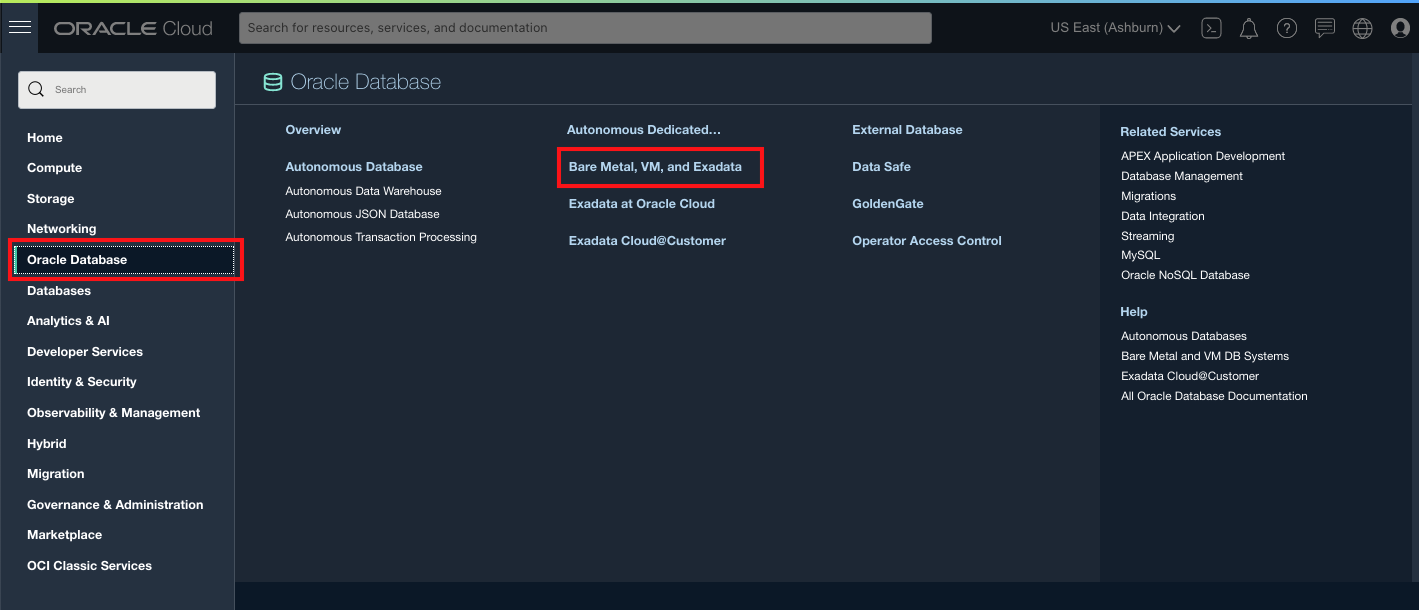 ORACLE Cloud
Search for resources, services, and documentation
US East (Ashburn)
Search
Home
Compute
Storage
Networking
Oracle Database
Databases
Analytics & AI
Developer Services
Identity & Security
Observability & Management
Hybrid
Migration
Governance & Administration
Marketplace
OCI Classic Services
Oracle Database
Overview
Autonomous Database
Autonomous Data Warehouse
Autonomous JSON Database
Autonomous Transaction Processing
Autonomous Dedicated...
Bare Metal, VM, and Exadata
Exadata at Oracle Cloud
Exadata Cloud@Customer
External Database
Data Safe
GoldenGate
Operator Access Control
Related Services
APEX Application Development
Database Management
Migrations
Data Integration
Streaming
MySQL
Oracle NoSQL Database
Help
Autonomous Databases
Bare Metal and VM DB Systems
Exadata Cloud@Customer
All Oracle Database Documentation